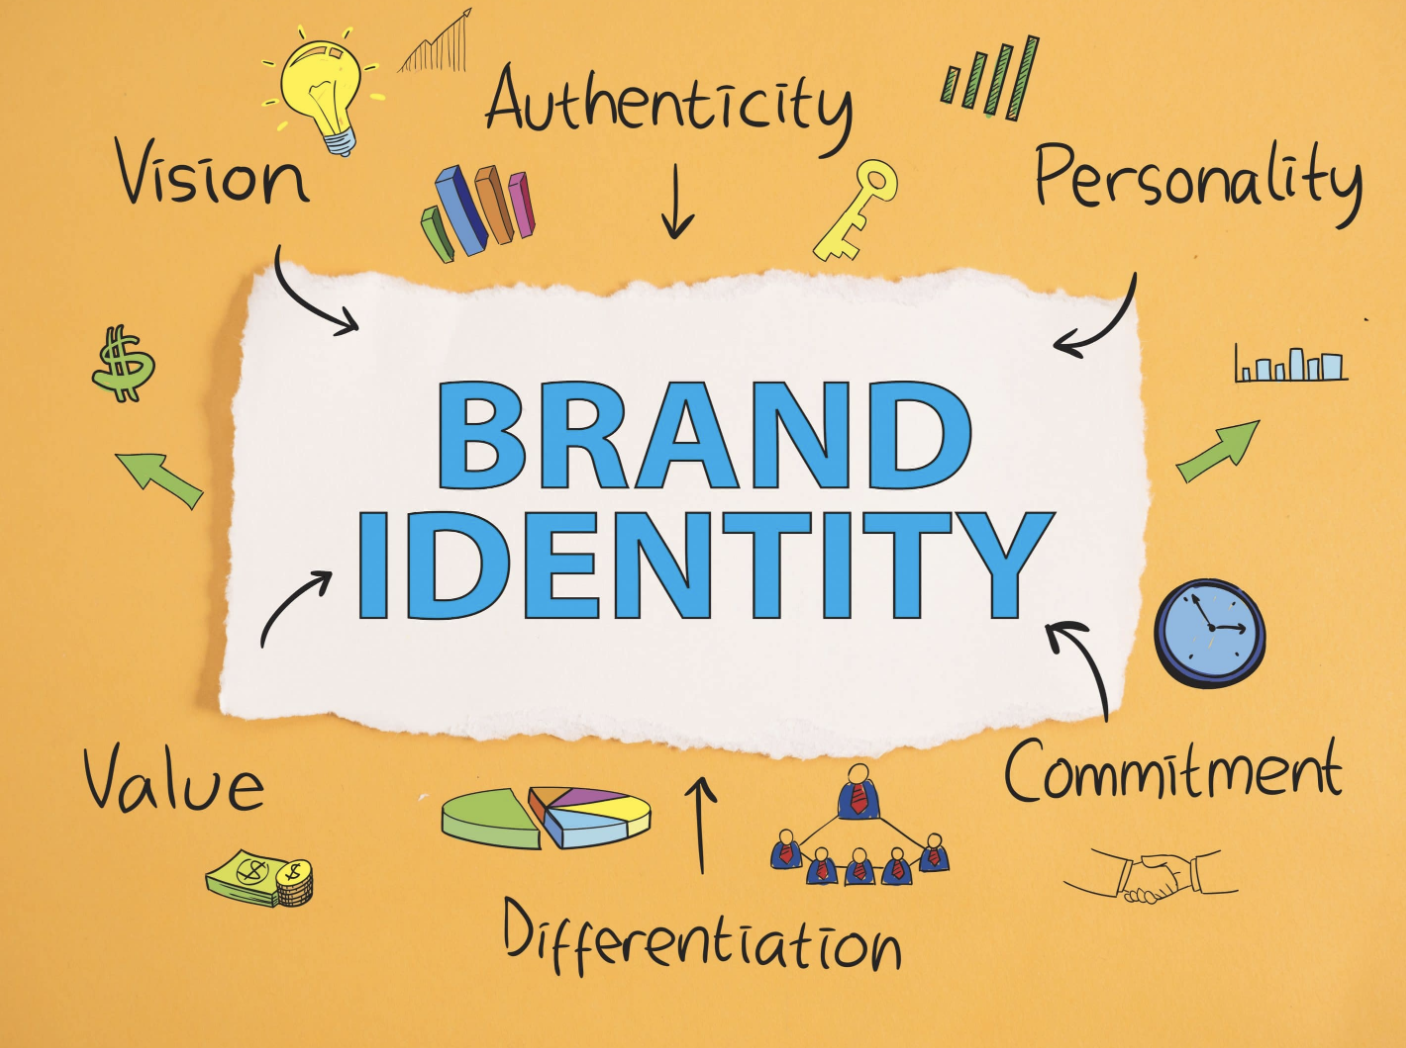 Authenticity
Vision
Personality
BRAND
IDENTITY
Value
Commitment
Differentiation
$
$
$